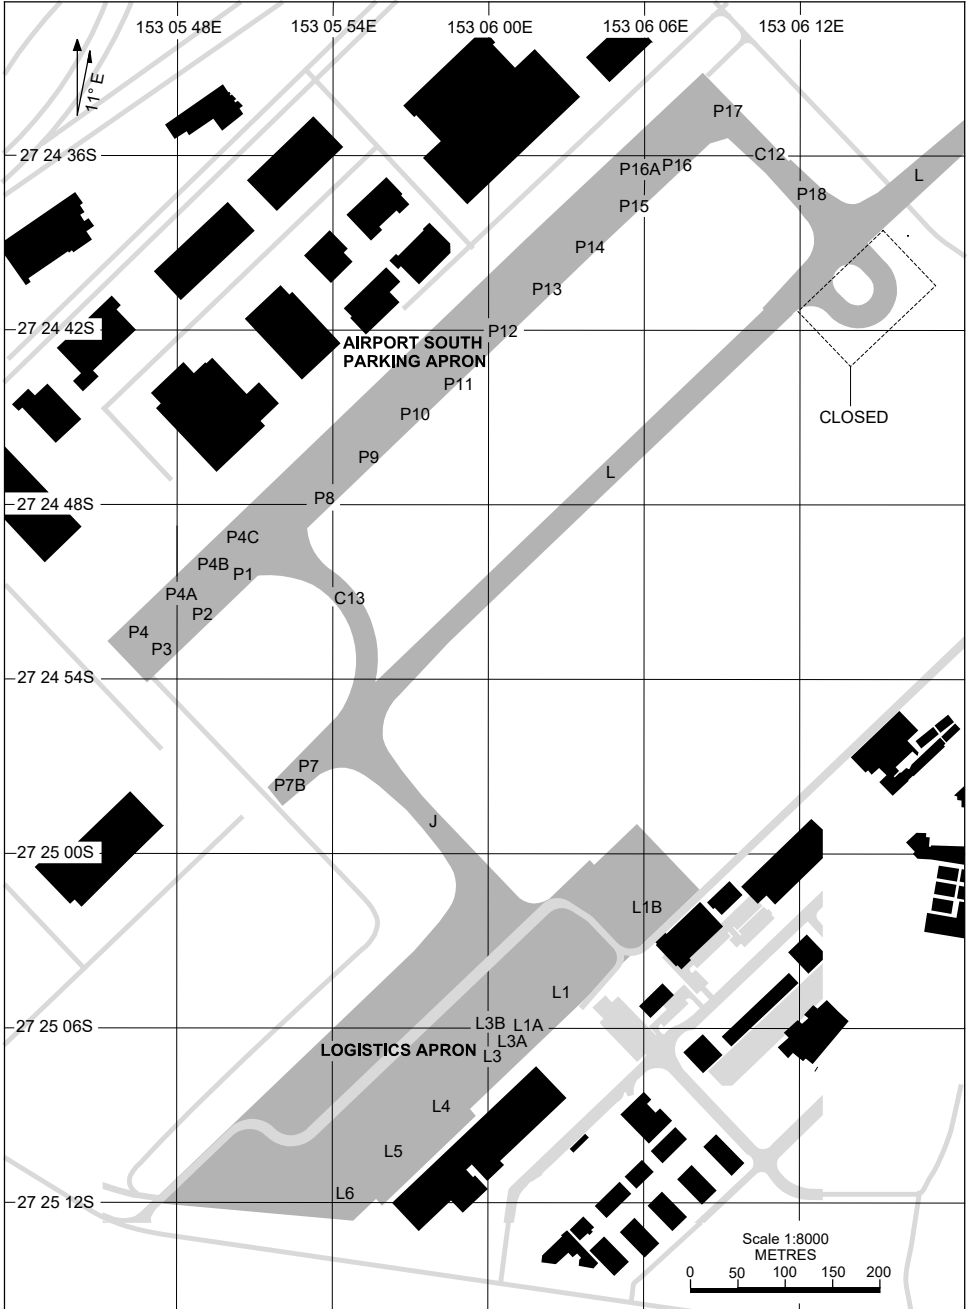 153 05 48E
153 05 54E
153 06 00E
153 06 06E
153 06 12E
11° E
P17
27 24 36S
C12
P16A
P16
L
P18
P15
P14
P13
27 24 42S
P12
AIRPORT SOUTH
PARKING APRON
P11
P10
CLOSED
P9
L
P8
27 24 48S
P4C
P4B
P1
P4A
C13
P2
P4
P3
27 24 54S
P7
P7B
J
27 25 00S
L1B
L1
L3B
L1A
27 25 06S
L3A
LOGISTICS APRON
L3
L4
L5
L6
27 25 12S
Scale 1:8000
METRES
0 50 100 150 200